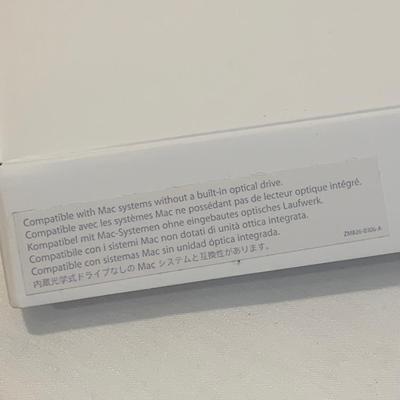 Compatible with Mac systems without a built-in optical drive.
Compatible avec les systèmes Mac ne possédant pas de lecteur optique intégré.
Kompatibel mit Mac-Systemen ohne eingebautes optisches Laufwerk.
Compatibile con i sistemi Mac non dotati di unità ottica integrata.
Compatible con sistemas Mac sin unidad óptica integrada.
内蔵光学式ドライブなしの Mac システムと互換性があります。
ZM826-0306-A